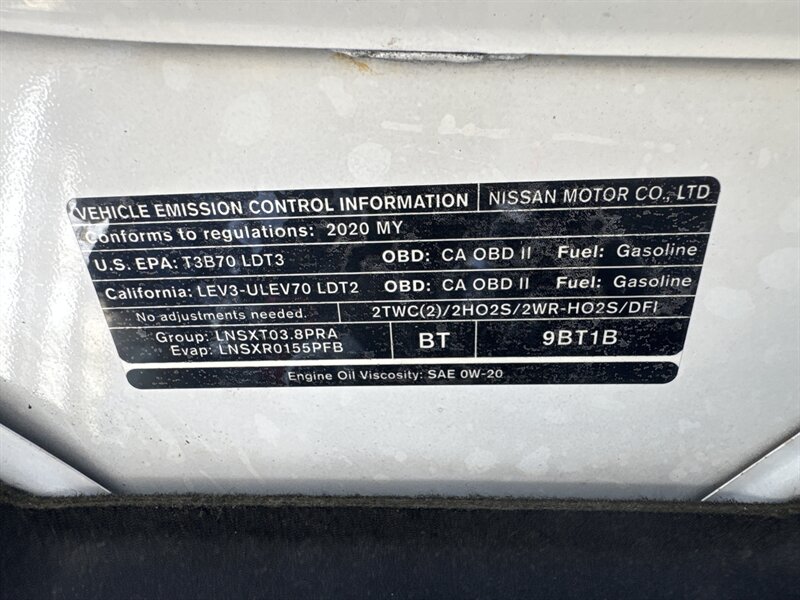 VEHICLE EMISSION CONTROL INFORMATION NISSAN MOTOR CO., LTD
Conforms to regulations: 2020 MY
U.S. EPA: T3B70 LDT3 OBD: CA OBD II Fuel: Gasoline
California: LEV3-ULEV70 LDT2 OBD: CA OBD II Fuel: Gasoline
No adjustments needed. 2TWC(2)/2HO2S/2WR-HO2S/DFI
Group: LNSXT03.8PRA
Evap: LNSXR0155PFB
BT 9BT1B
Engine Oil Viscosity: SAE 0W-20